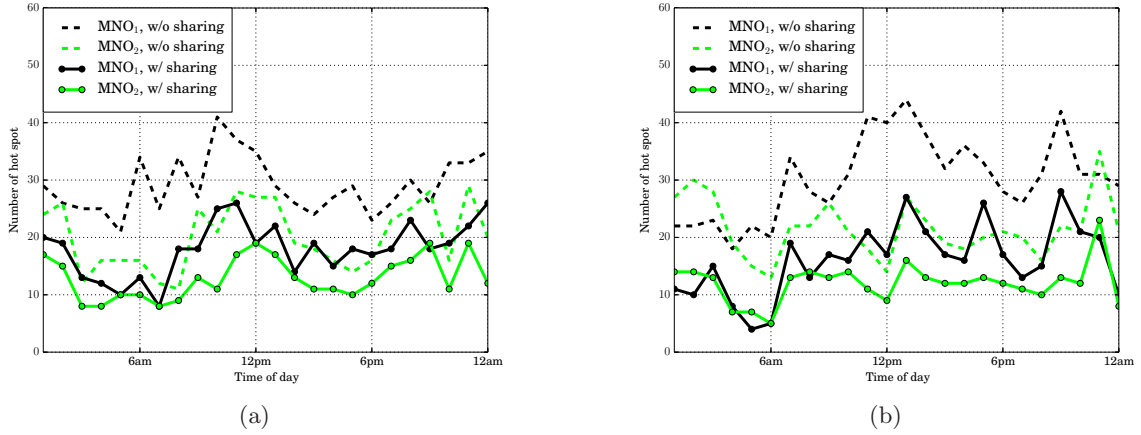 60
50
40
30
20
10
0
Number of hot spot
MNO₁, w/o sharing
MNO₂, w/o sharing
MNO₁, w/ sharing
MNO₂, w/ sharing
6am 12pm 6pm 12am
Time of day
(a)
60
50
40
30
20
10
0
Number of hot spot
MNO₁, w/o sharing
MNO₂, w/o sharing
MNO₁, w/ sharing
MNO₂, w/ sharing
6am 12pm 6pm 12am
Time of day
(b)